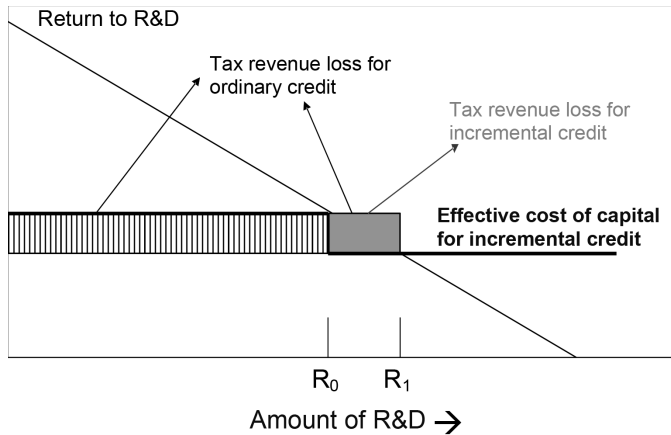 Return to R&D
Tax revenue loss for
ordinary credit
Tax revenue loss for
incremental credit
Effective cost of capital
for incremental credit
R₀ R₁
Amount of R&D →